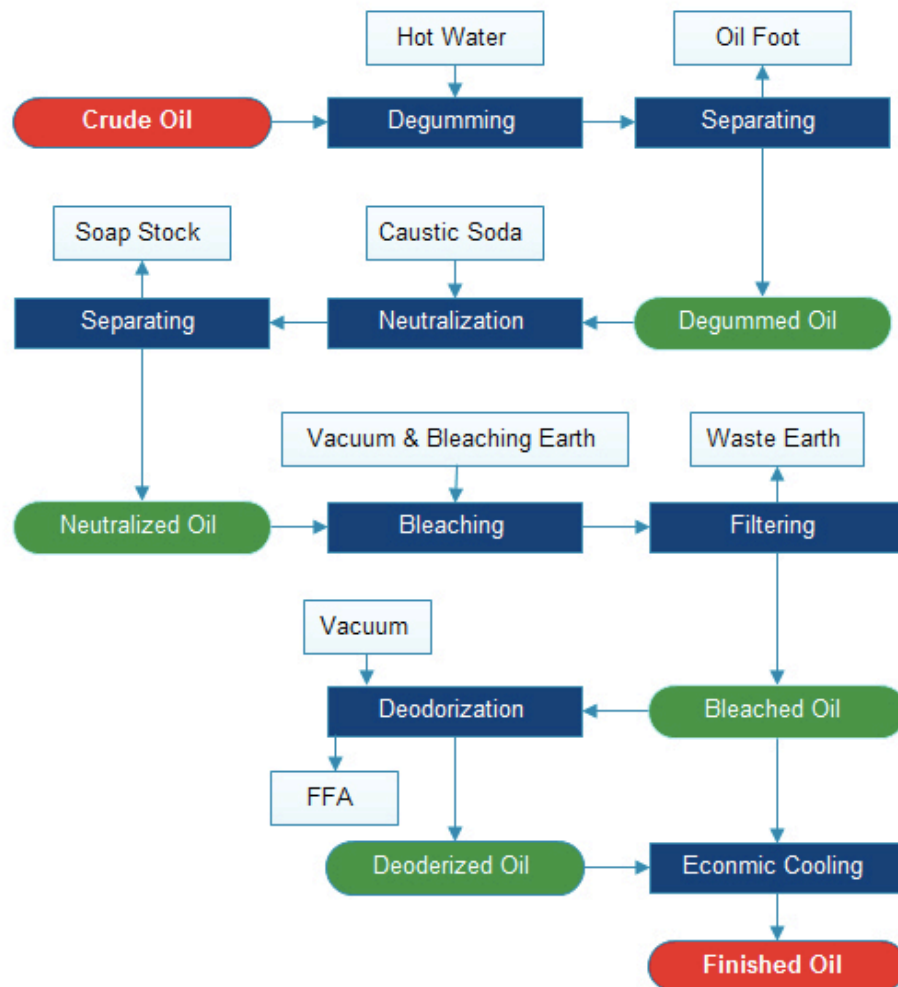 Hot Water
Oil Foot
Crude Oil
Degumming
Separating
Soap Stock
Caustic Soda
Separating
Neutralization
Degummed Oil
Vacuum & Bleaching Earth
Waste Earth
Neutralized Oil
Bleaching
Filtering
Vacuum
Deodorization
Bleached Oil
FFA
Deoderized Oil
Econmic Cooling
Finished Oil